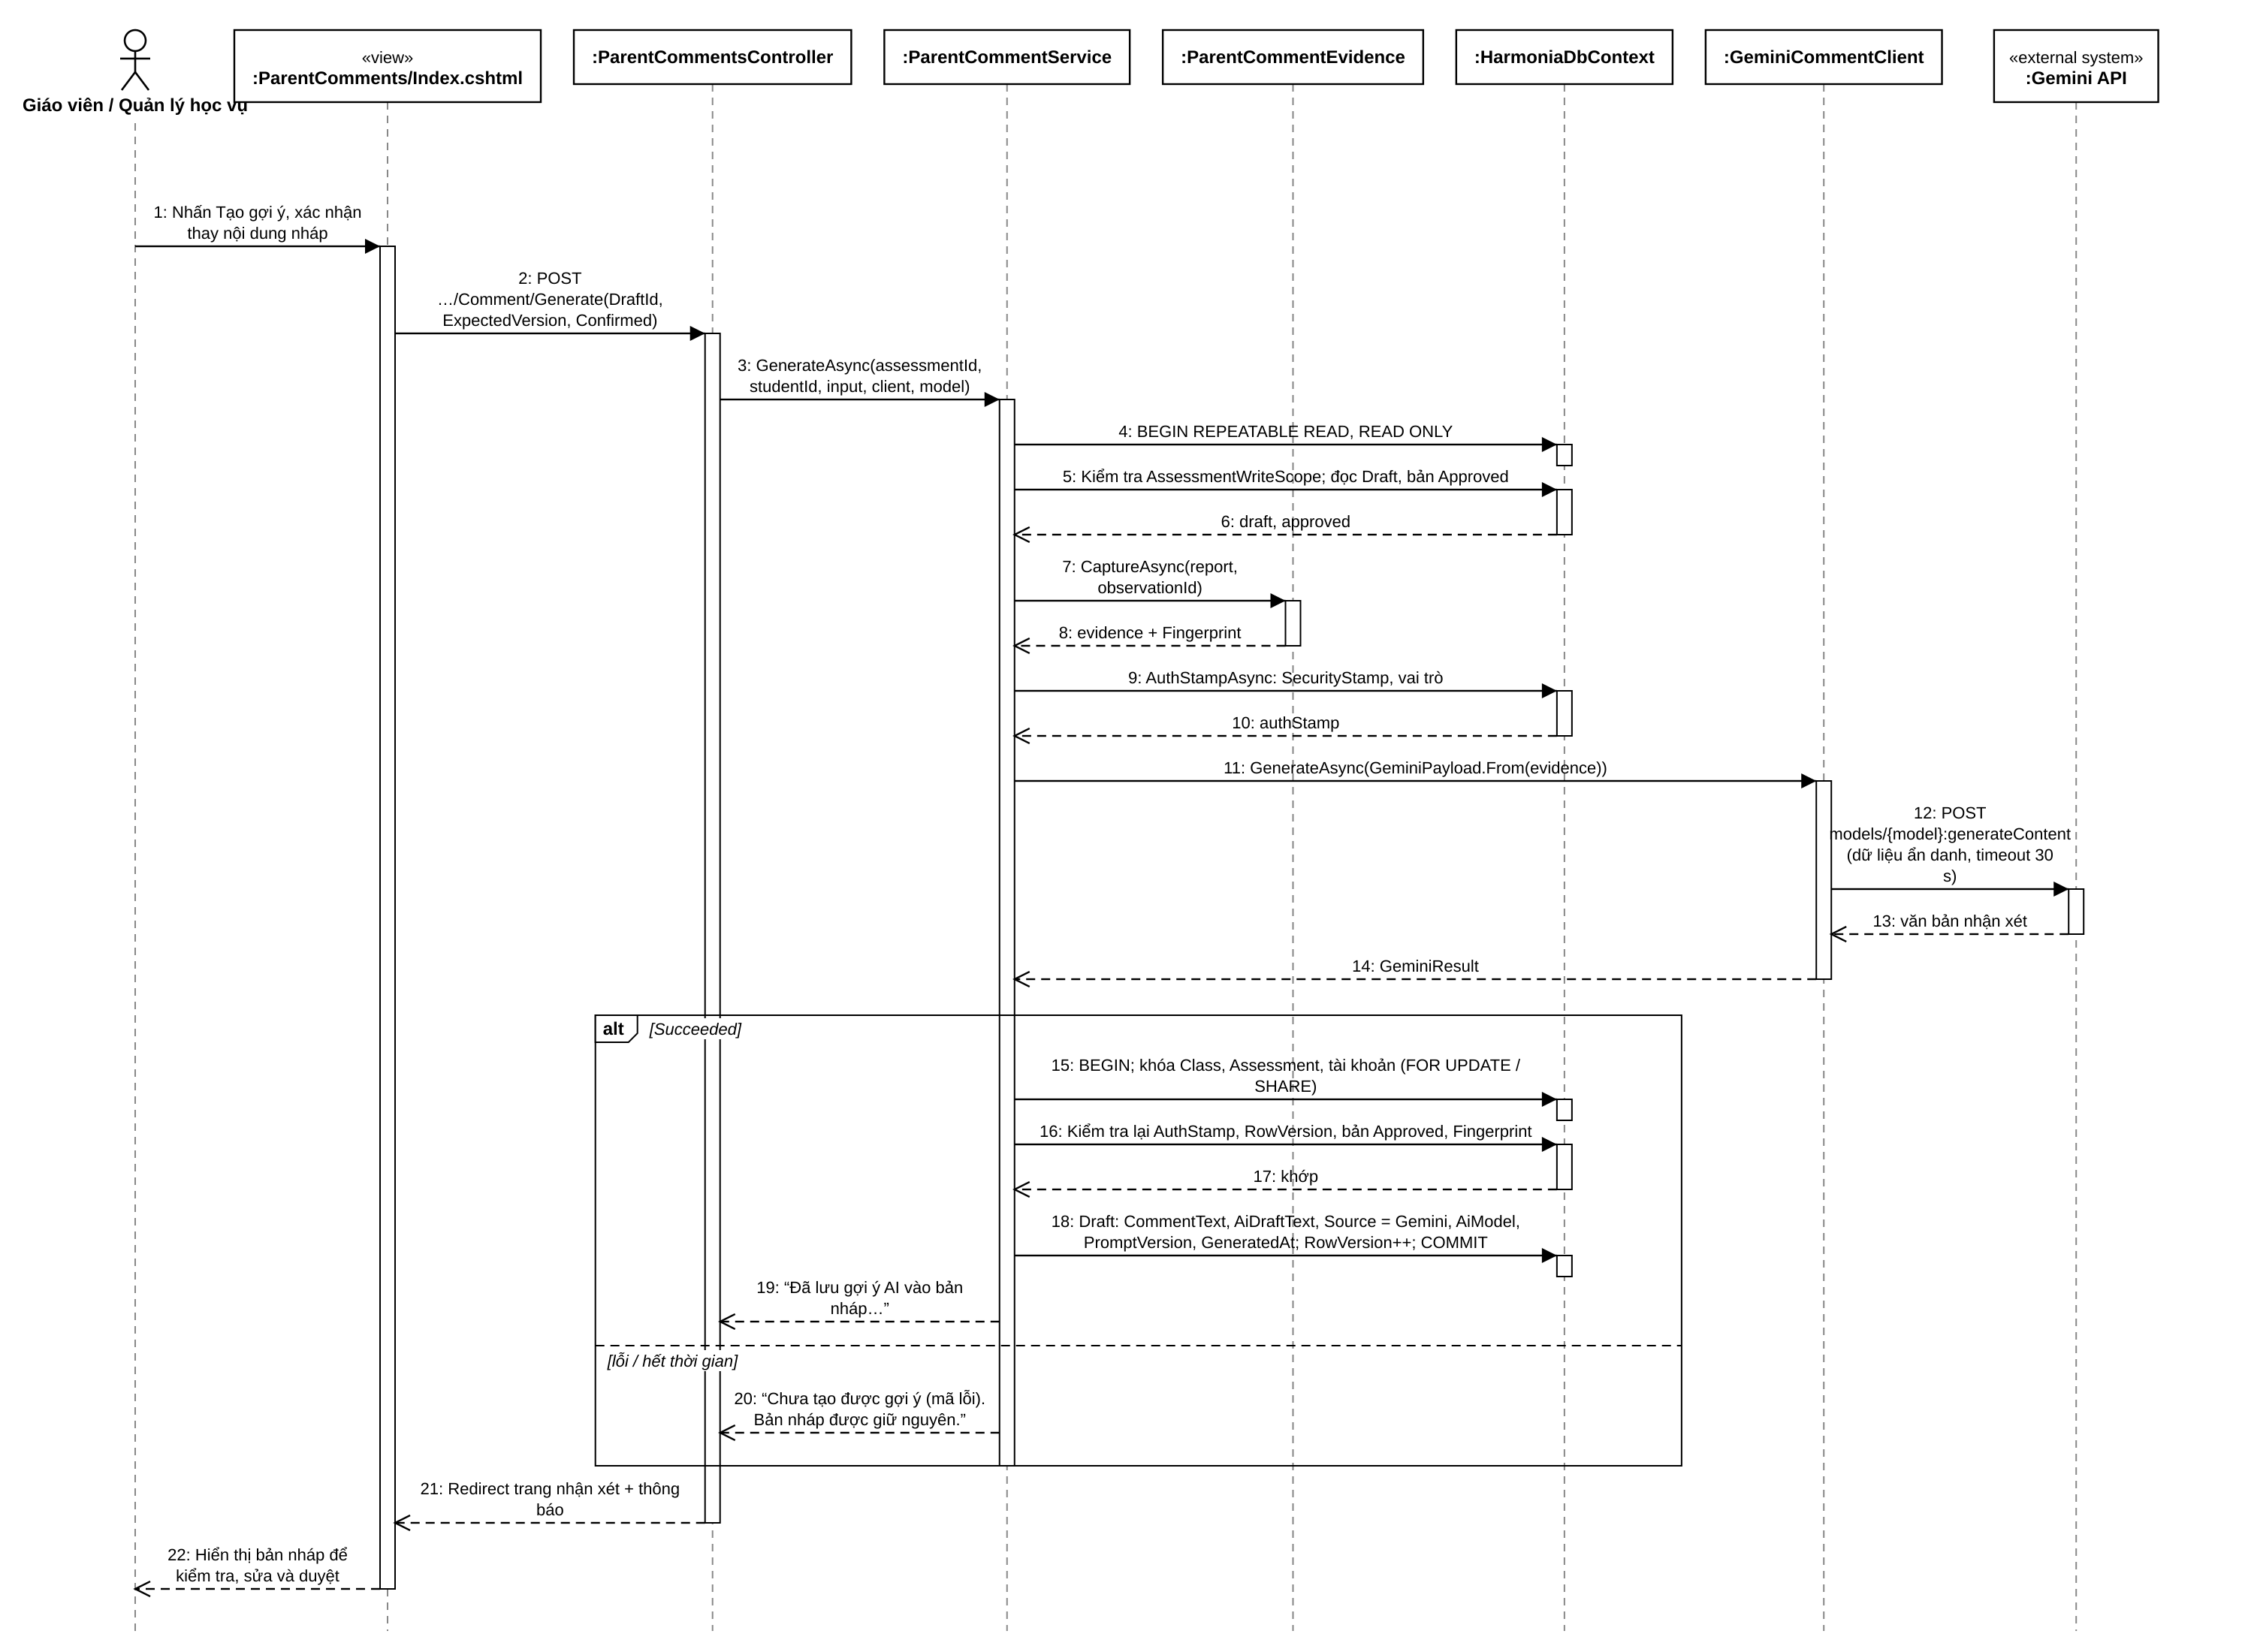 Giáo viên / Quản lý học vụ
«view»
:ParentComments/Index.cshtml
:ParentCommentsController
:ParentCommentService
:ParentCommentEvidence
:HarmoniaDbContext
:GeminiCommentClient
«external system»
:Gemini API
1: Nhấn Tạo gợi ý, xác nhận
thay nội dung nháp
2: POST
…/Comment/Generate(DraftId,
ExpectedVersion, Confirmed)
3: GenerateAsync(assessmentId,
studentId, input, client, model)
4: BEGIN REPEATABLE READ, READ ONLY
5: Kiểm tra AssessmentWriteScope; đọc Draft, bản Approved
6: draft, approved
7: CaptureAsync(report,
observationId)
8: evidence + Fingerprint
9: AuthStampAsync: SecurityStamp, vai trò
10: authStamp
11: GenerateAsync(GeminiPayload.From(evidence))
12: POST
models/{model}:generateContent
(dữ liệu ẩn danh, timeout 30
s)
13: văn bản nhận xét
14: GeminiResult
alt [Succeeded]
15: BEGIN; khóa Class, Assessment, tài khoản (FOR UPDATE /
SHARE)
16: Kiểm tra lại AuthStamp, RowVersion, bản Approved, Fingerprint
17: khớp
18: Draft: CommentText, AiDraftText, Source = Gemini, AiModel,
PromptVersion, GeneratedAt; RowVersion++; COMMIT
19: “Đã lưu gợi ý AI vào bản
nháp…”
[lỗi / hết thời gian]
20: “Chưa tạo được gợi ý (mã lỗi).
Bản nháp được giữ nguyên.”
21: Redirect trang nhận xét + thông
báo
22: Hiển thị bản nháp để
kiểm tra, sửa và duyệt